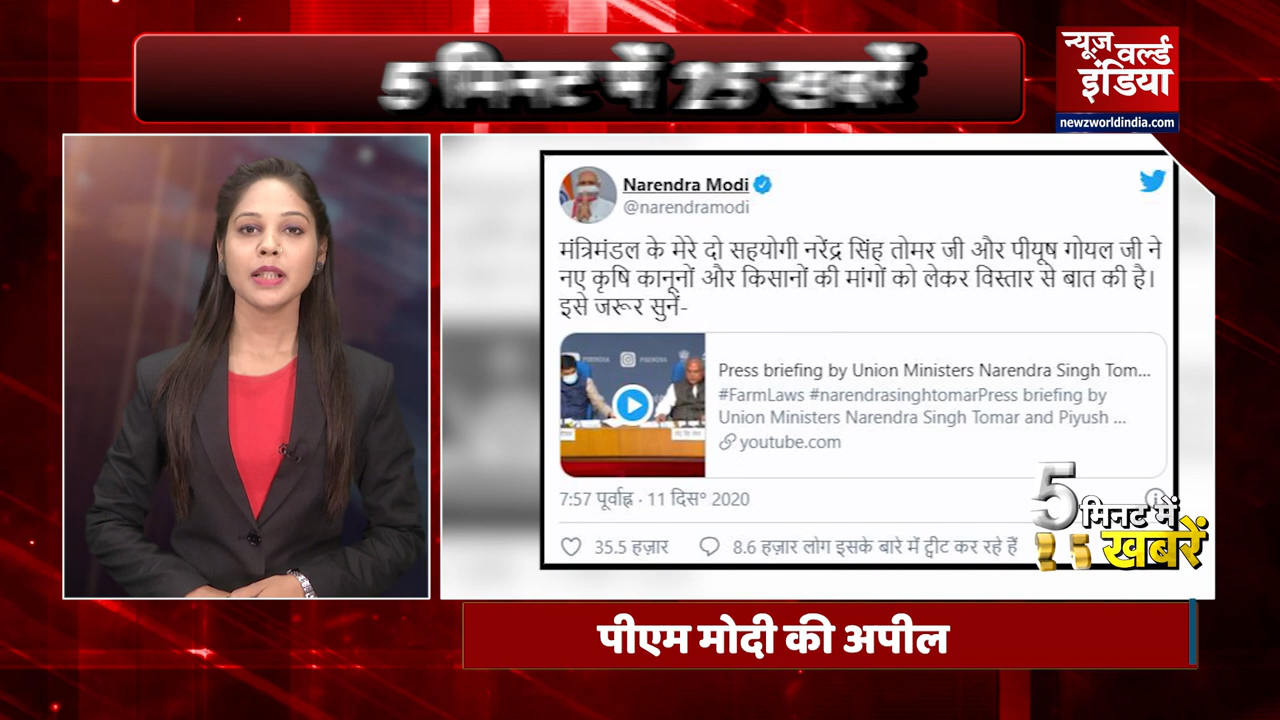 5 मिनट में 25 खबरें
न्यूज़
वर्ल्ड
इंडिया
newzworldindia.com
Narendra Modi
@narendramodi
मंत्रिमंडल के मेरे दो सहयोगी नरेंद्र सिंह तोमर जी और पीयूष गोयल जी ने
नए कृषि कानूनों और किसानों की मांगों को लेकर विस्तार से बात की है।
इसे जरूर सुनें-
Press briefing by Union Ministers Narendra Singh Tom...
#FarmLaws #narendrasinghtomarPress briefing by
Union Ministers Narendra Singh Tomar and Piyush ...
youtube.com
7:57 पूर्वाह्न · 11 दिस॰ 2020
35.5 हज़ार
8.6 हज़ार लोग इसके बारे में ट्वीट कर रहे हैं
5
मिनट में
25 खबरें
पीएम मोदी की अपील